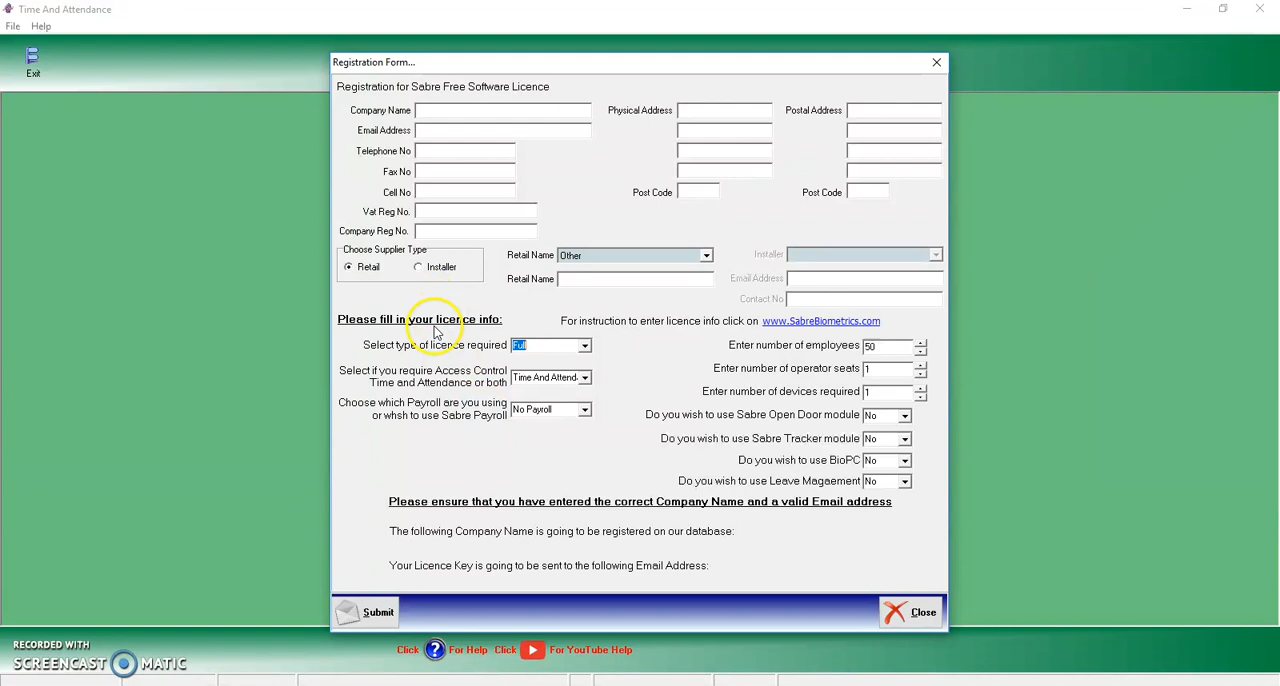 Time And Attendance
File Help
Exit
Registration Form...
Registration for Sabre Free Software Licence
Company Name
Physical Address
Postal Address
Email Address
Telephone No
Fax No
Cell No
Post Code
Post Code
Vat Reg No.
Company Reg No.
Choose Supplier Type
Retail
Installer
Retail Name Other
Installer
Retail Name
Email Address
Contact No
Please fill in your licence info:
For instruction to enter licence info click on www.SabreBiometrics.com
Select type of licence required Full
Enter number of employees 50
Select if you require Access Control
Time and Attendance or both Time And Attend
Enter number of operator seats 1
Enter number of devices required 1
Choose which Payroll are you using
or whsh to use Sabre Payroll No Payroll
Do you wish to use Sabre Open Door module No
Do you wish to use Sabre Tracker module No
Do you wish to use BioPC No
Do you wish to use Leave Magaement No
Please ensure that you have entered the correct Company Name and a valid Email address
The following Company Name is going to be registered on our database:
Your Licence Key is going to be sent to the following Email Address:
Submit
Close
Click ? For Help Click For YouTube Help
RECORDED WITH
SCREENCAST MATIC